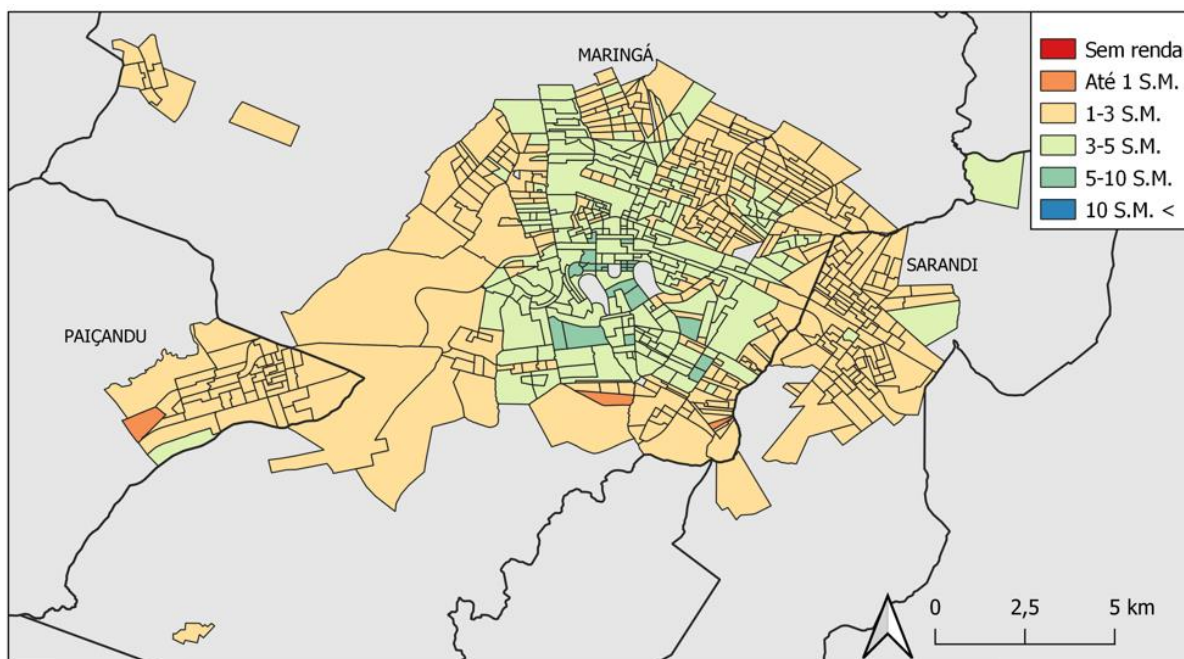 MARINGÁ
SARANDI
PAIÇANDU
Sem renda
Até 1 S.M.
1-3 S.M.
3-5 S.M.
5-10 S.M.
10 S.M. <
0 2,5 5 km